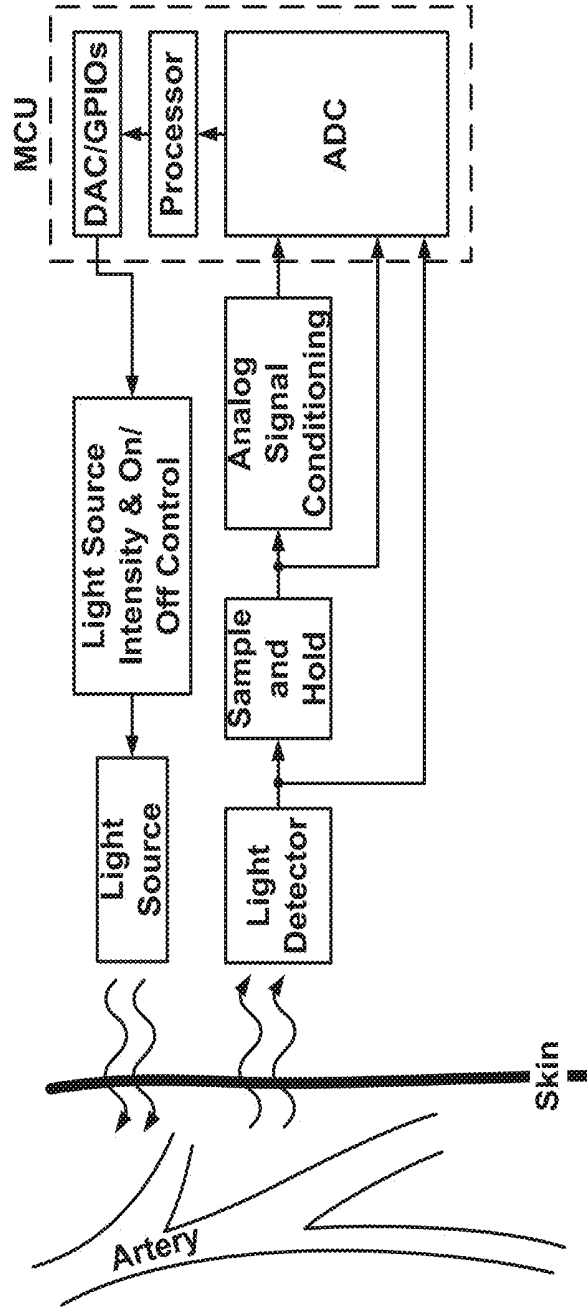 MCU
DAC/GPIOs
Processor
ADC
Light Source
Intensity & On/
Off Control
Analog
Signal
Conditioning
Light
Source
Sample
and
Hold
Light
Detector
Skin
Artery